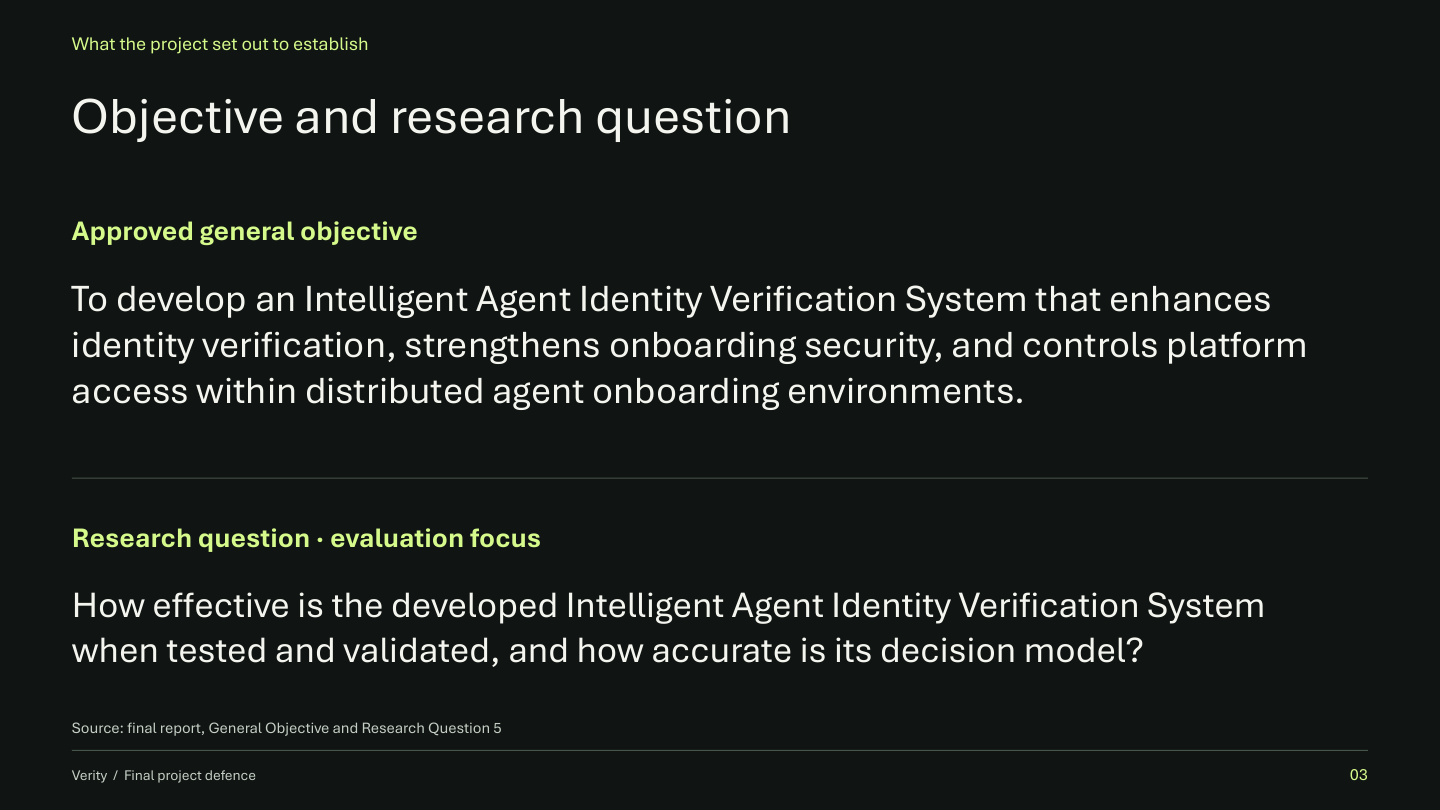 What the project set out to establish
Objective and research question
Approved general objective
To develop an Intelligent Agent Identity Verification System that enhances
identity verification, strengthens onboarding security, and controls platform
access within distributed agent onboarding environments.
Research question · evaluation focus
How effective is the developed Intelligent Agent Identity Verification System
when tested and validated, and how accurate is its decision model?
Source: final report, General Objective and Research Question 5
Verity / Final project defence
03